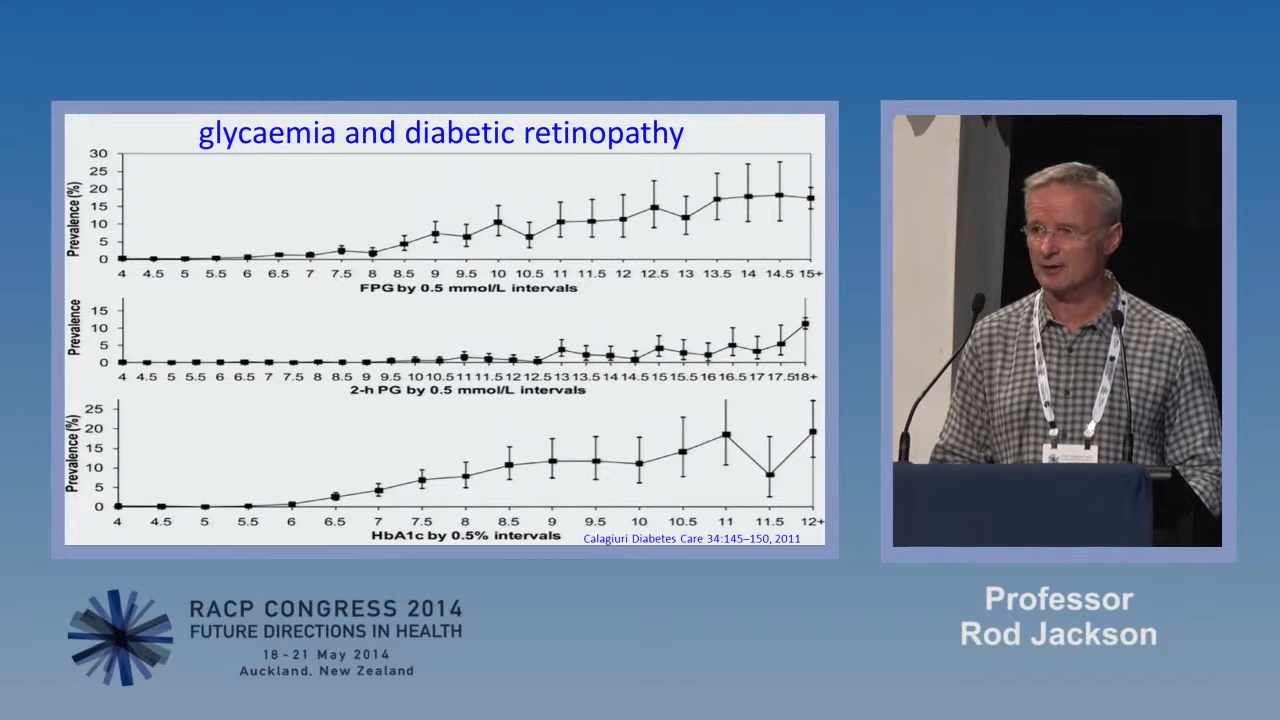 glycaemia and diabetic retinopathy
30
25
20
15
10
5
0
Prevalence (%)
4 4.5 5 5.5 6 6.5 7 7.5 8 8.5 9 9.5 10 10.5 11 11.5 12 12.5 13 13.5 14 14.5 15+
FPG by 0.5 mmol/L intervals
15
10
5
0
Prevalence
4 4.5 5 5.5 6 6.5 7 7.5 8 8.5 9 9.5 10 10.5 11 11.5 12 12.5 13 13.5 14 14.5 15 15.5 16 16.5 17 17.5 18+
2-h PG by 0.5 mmol/L intervals
25
20
15
10
5
0
Prevalence (%)
4 4.5 5 5.5 6 6.5 7 7.5 8 8.5 9 9.5 10 10.5 11 11.5 12+
HbA1c by 0.5% intervals
Calagiuri Diabetes Care 34:145–150, 2011
RACP CONGRESS 2014
FUTURE DIRECTIONS IN HEALTH
18 - 21 May 2014
Auckland, New Zealand
Professor
Rod Jackson